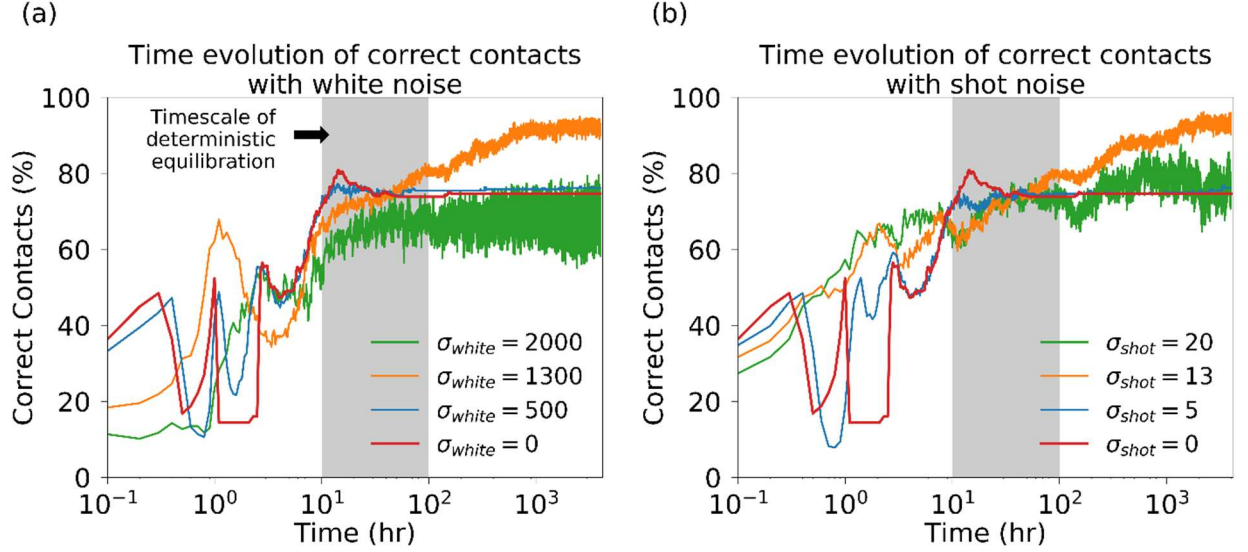 (a)
Time evolution of correct contacts
with white noise
Correct Contacts (%)
100
80
60
40
20
0
Timescale of
deterministic
equilibration
σwhite = 2000
σwhite = 1300
σwhite = 500
σwhite = 0
10⁻¹ 10⁰ 10¹ 10² 10³
Time (hr)
(b)
Time evolution of correct contacts
with shot noise
Correct Contacts (%)
100
80
60
40
20
0
σshot = 20
σshot = 13
σshot = 5
σshot = 0
10⁻¹ 10⁰ 10¹ 10² 10³
Time (hr)